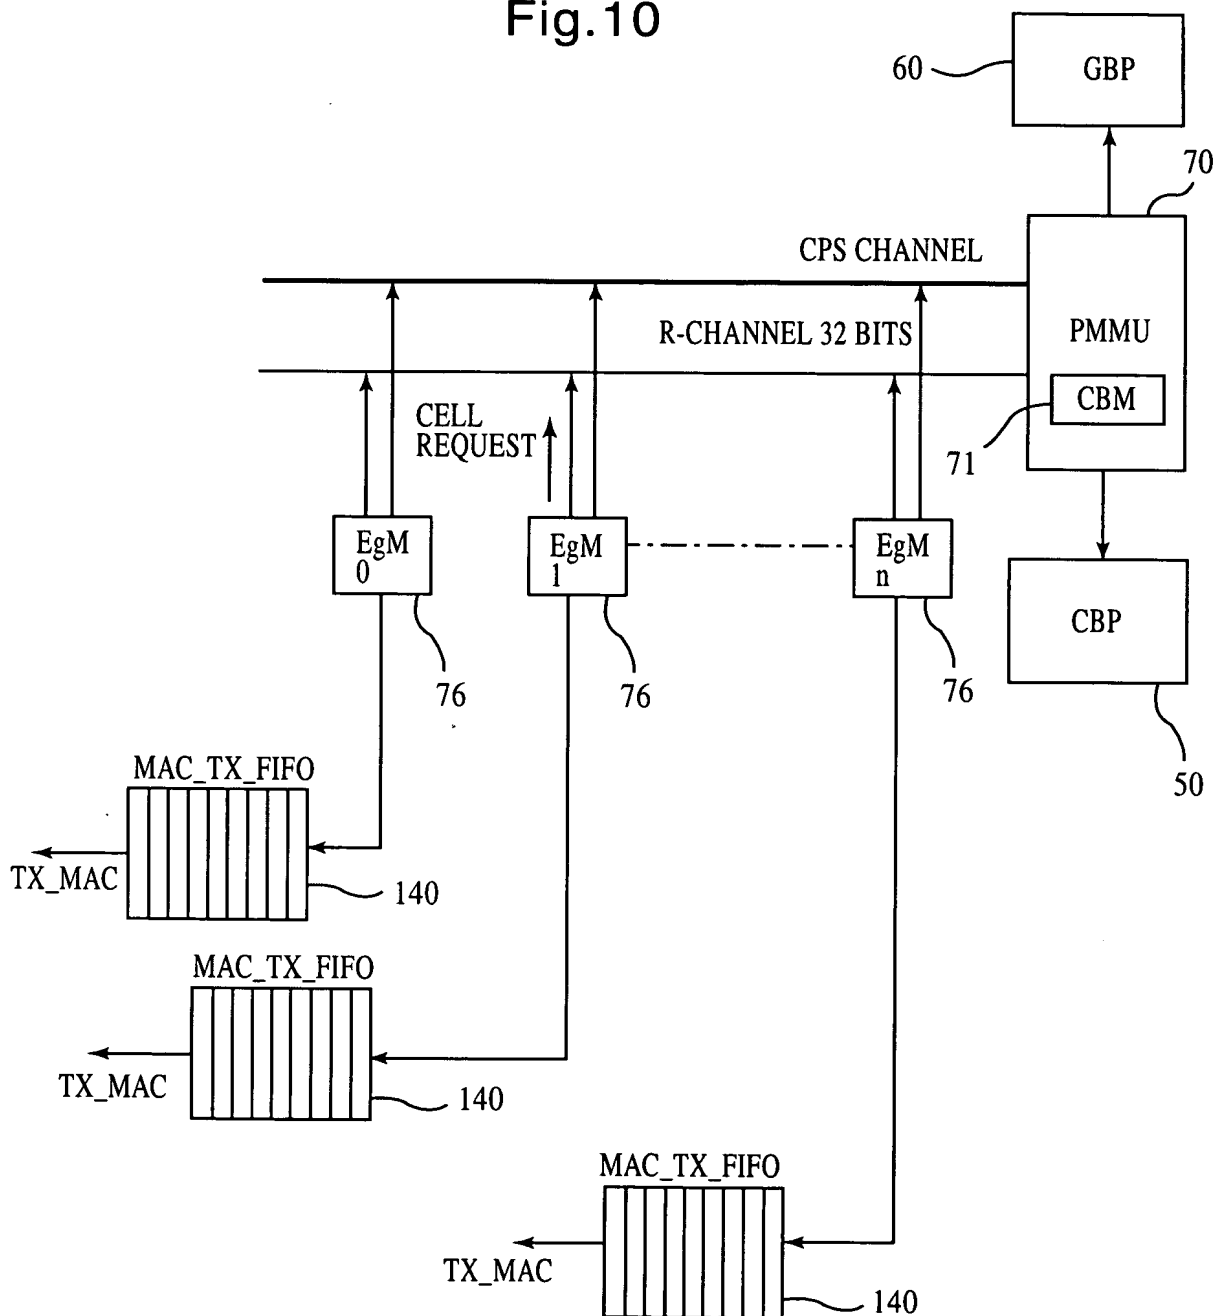 Fig.10
60
GBP
70
CPS CHANNEL
R-CHANNEL 32 BITS
PMMU
CBM
71
CELL
REQUEST
EgM
0
EgM
1
EgM
n
CBP
76
76
76
50
MAC_TX_FIFO
TX_MAC
140
MAC_TX_FIFO
TX_MAC
140
MAC_TX_FIFO
TX_MAC
140